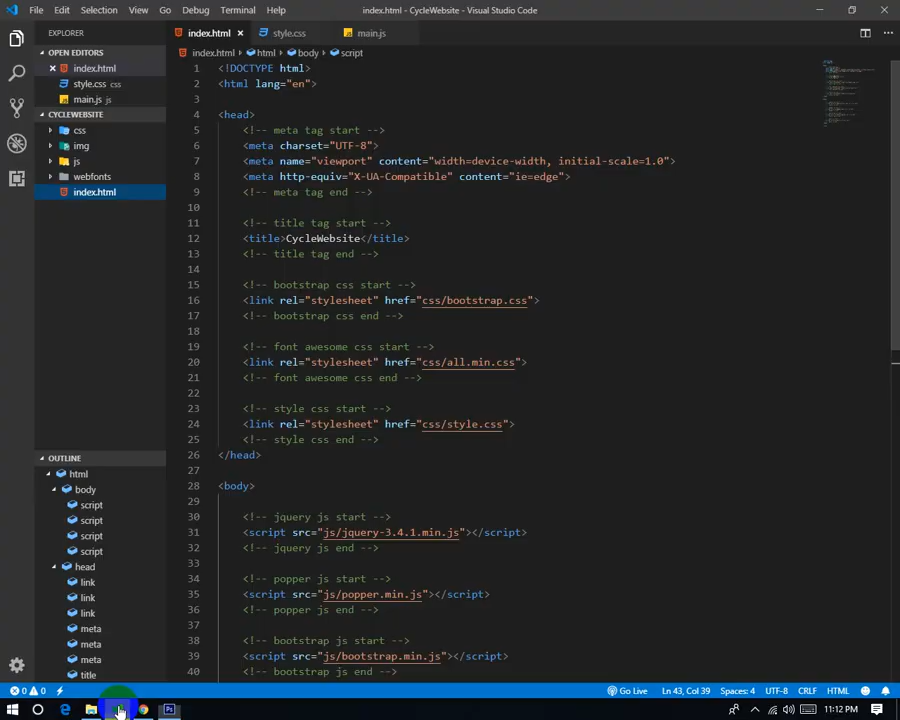 File Edit Selection View Go Debug Terminal Help index.html - CycleWebsite - Visual Studio Code
EXPLORER
OPEN EDITORS
index.html
style.css
main.js js
CYCLEWEBSITE
css
img
js
webfonts
index.html
OUTLINE
html
body
script
script
script
script
head
link
link
link
meta
meta
meta
title
index.html style.css main.js
index.html html body script
1 <!DOCTYPE html>
2 <html lang="en">
3
4 <head>
5 <!-- meta tag start -->
6 <meta charset="UTF-8">
7 <meta name="viewport" content="width=device-width, initial-scale=1.0">
8 <meta http-equiv="X-UA-Compatible" content="ie=edge">
9 <!-- meta tag end -->
10
11 <!-- title tag start -->
12 <title>CycleWebsite</title>
13 <!-- title tag end -->
14
15 <!-- bootstrap css start -->
16 <link rel="stylesheet" href="css/bootstrap.css">
17 <!-- bootstrap css end -->
18
19 <!-- font awesome css start -->
20 <link rel="stylesheet" href="css/all.min.css">
21 <!-- font awesome css end -->
22
23 <!-- style css start -->
24 <link rel="stylesheet" href="css/style.css">
25 <!-- style css end -->
26 </head>
27
28 <body>
29
30 <!-- jquery js start -->
31 <script src="js/jquery-3.4.1.min.js"></script>
32 <!-- jquery js end -->
33
34 <!-- popper js start -->
35 <script src="js/popper.min.js"></script>
36 <!-- popper js end -->
37
38 <!-- bootstrap js start -->
39 <script src="js/bootstrap.min.js"></script>
40 <!-- bootstrap js end -->
0 0 Go Live Ln 43, Col 39 Spaces: 4 UTF-8 CRLF HTML
Ps 11:12 PM